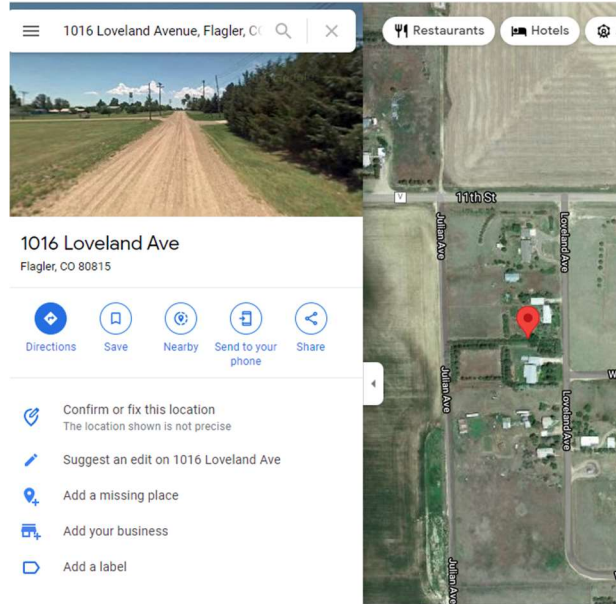 1016 Loveland Avenue, Flagler, C
Restaurants
Hotels
1016 Loveland Ave
Flagler, CO 80815
Directions
Save
Nearby
Send to your
phone
Share
Confirm or fix this location
The location shown is not precise
Suggest an edit on 1016 Loveland Ave
Add a missing place
Add your business
Add a label
V
11th St
Julian Ave
Loveland Ave
Julian Ave
Loveland Ave
W
Julian Ave